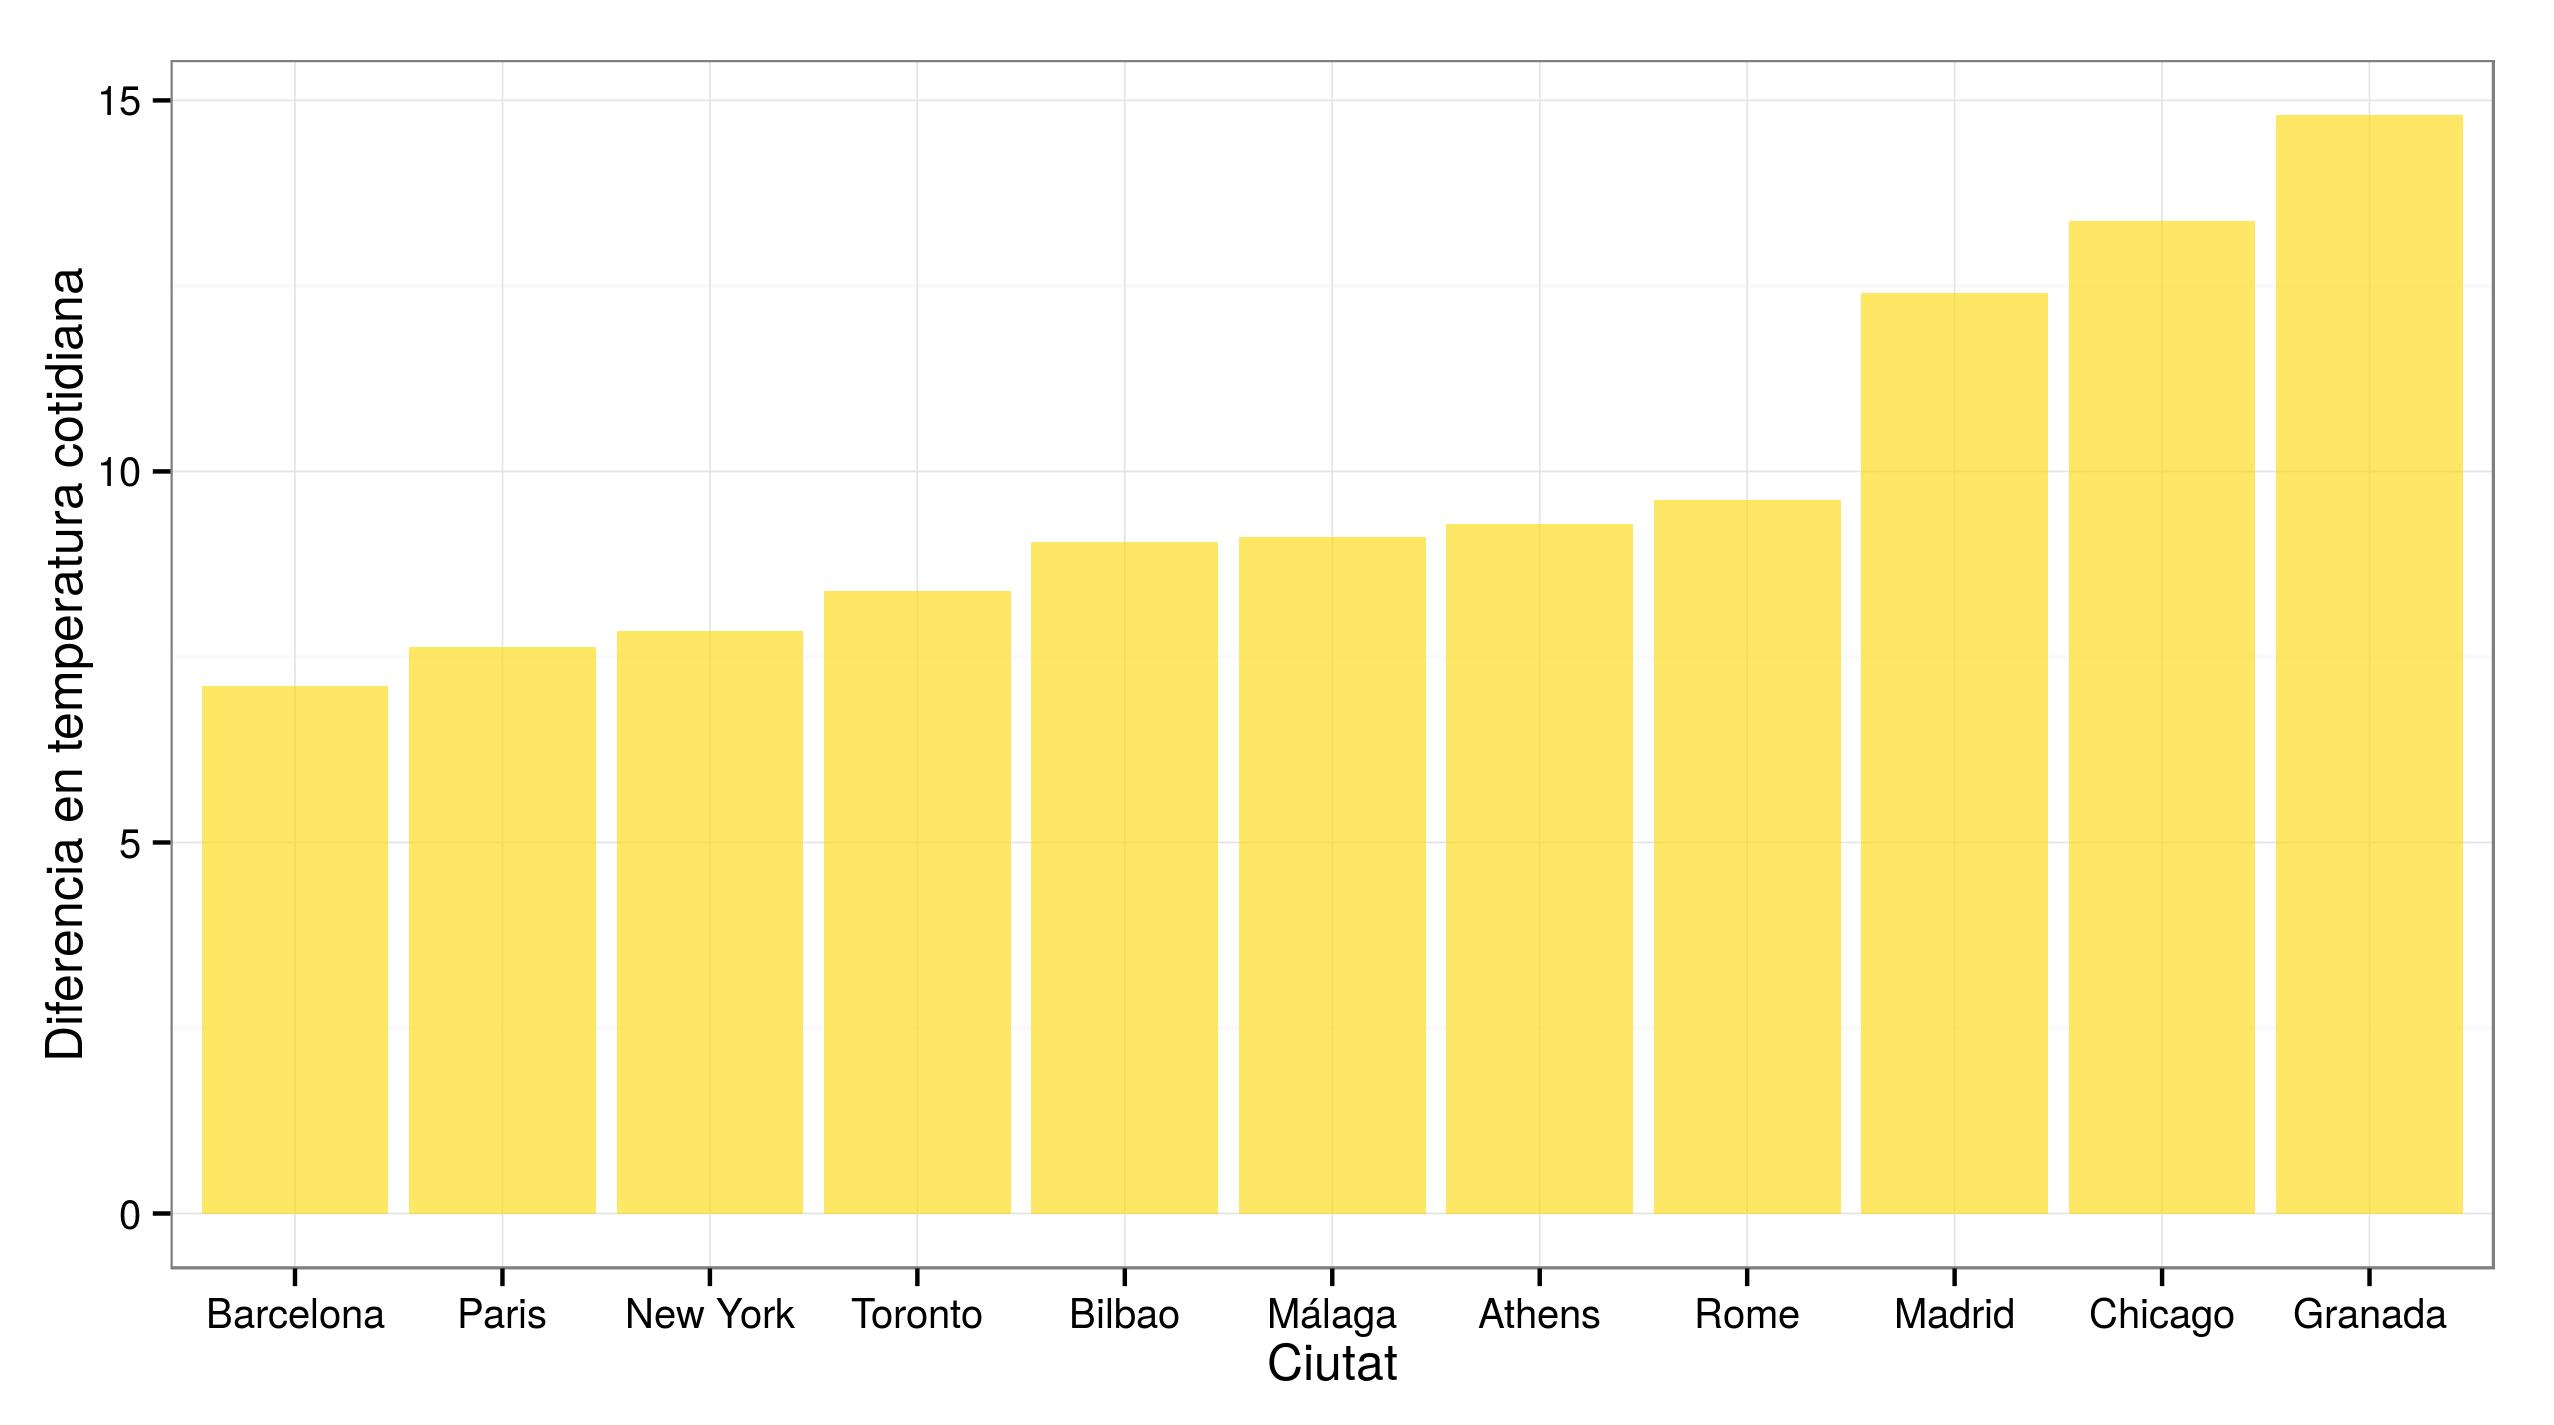 Diferencia en temperatura cotidiana
15
10
5
0
Barcelona Paris New York Toronto Bilbao Málaga Athens Rome Madrid Chicago Granada
Ciutat